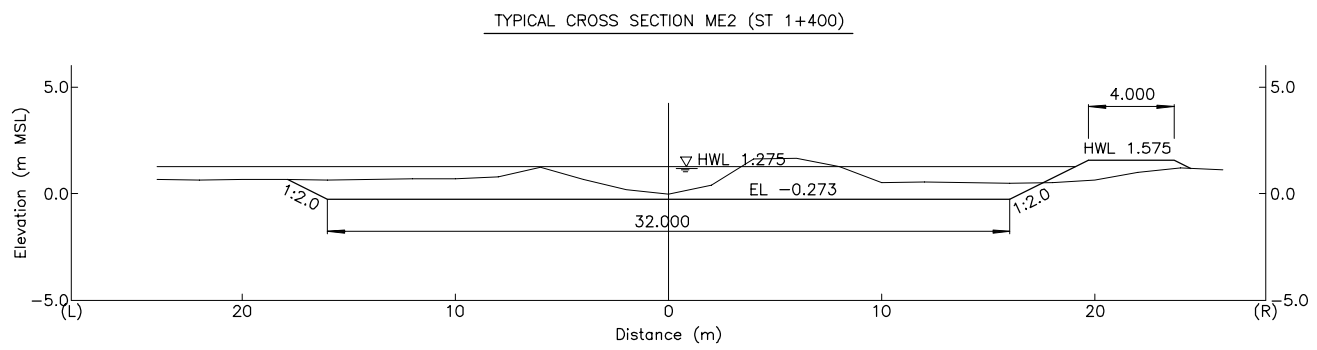 TYPICAL CROSS SECTION ME2 (ST 1+400)
5.0
5.0
4.000
HWL 1.575
HWL 1.275
Elevation (m MSL)
0.0
1:2.0
EL -0.273
1:2.0
0.0
32.000
-5.0
-5.0
(L)
20
10
0
10
20
(R)
Distance (m)